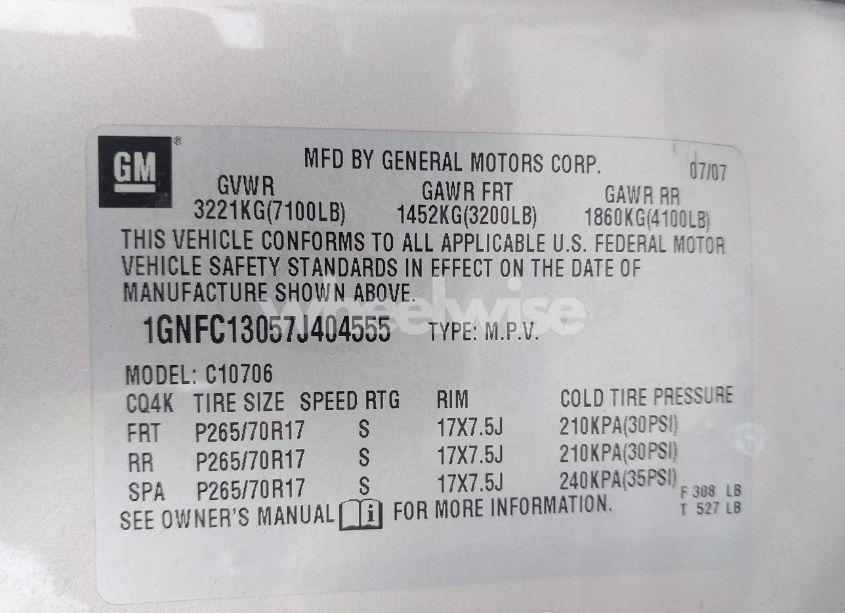 GM ®
MFD BY GENERAL MOTORS CORP. 07/07
GVWR GAWR FRT GAWR RR
3221KG(7100LB) 1452KG(3200LB) 1860KG(4100LB)
THIS VEHICLE CONFORMS TO ALL APPLICABLE U.S. FEDERAL MOTOR
VEHICLE SAFETY STANDARDS IN EFFECT ON THE DATE OF
MANUFACTURE SHOWN ABOVE.
wheelwise
1GNFC13057J404555 TYPE: M.P.V.
MODEL: C10706
CQ4K TIRE SIZE SPEED RTG RIM COLD TIRE PRESSURE
FRT P265/70R17 S 17X7.5J 210KPA(30PSI)
RR P265/70R17 S 17X7.5J 210KPA(30PSI)
SPA P265/70R17 S 17X7.5J 240KPA(35PSI)
SEE OWNER'S MANUAL i FOR MORE INFORMATION.
F 308 LB
T 527 LB